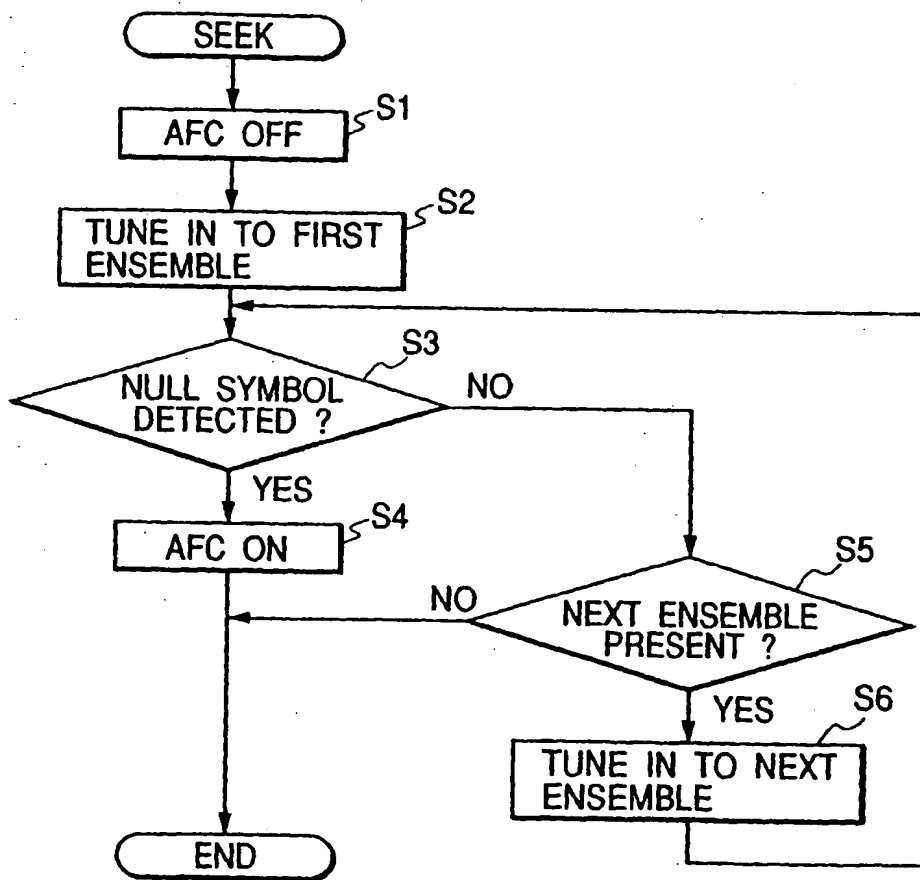 SEEK
S1
AFC OFF
S2
TUNE IN TO FIRST
ENSEMBLE
S3
NULL SYMBOL
DETECTED ?
NO
YES
S4
AFC ON
S5
NO
NEXT ENSEMBLE
PRESENT ?
YES
S6
TUNE IN TO NEXT
ENSEMBLE
END